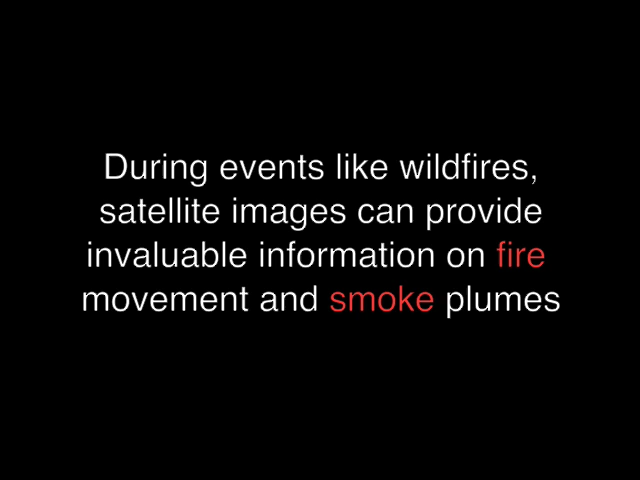 During events like wildfires,
satellite images can provide
invaluable information on fire
movement and smoke plumes